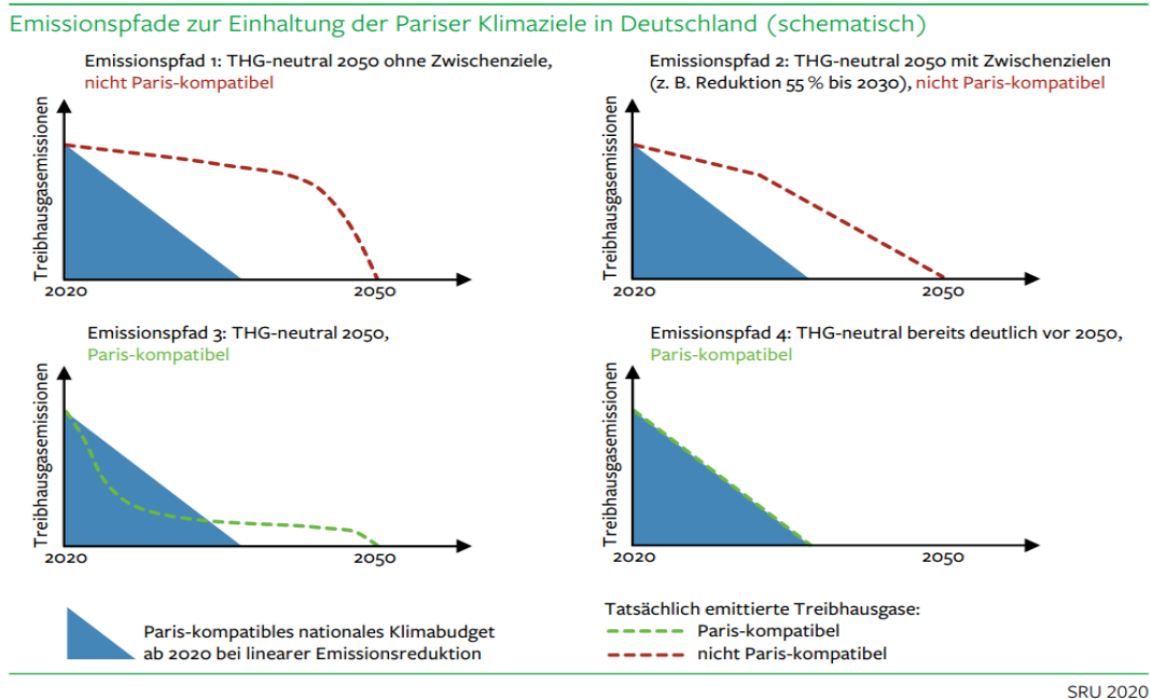 Emissionspfade zur Einhaltung der Pariser Klimaziele in Deutschland (schematisch)
Emissionspfad 1: THG-neutral 2050 ohne Zwischenziele,
nicht Paris-kompatibel
Treibhausgasemissionen
2020
2050
Emissionspfad 2: THG-neutral 2050 mit Zwischenzielen
(z. B. Reduktion 55 % bis 2030), nicht Paris-kompatibel
Treibhausgasemissionen
2020
2050
Emissionspfad 3: THG-neutral 2050,
Paris-kompatibel
Treibhausgasemissionen
2020
2050
Emissionspfad 4: THG-neutral bereits deutlich vor 2050,
Paris-kompatibel
Treibhausgasemissionen
2020
2050
Paris-kompatibles nationales Klimabudget
ab 2020 bei linearer Emissionsreduktion
Tatsächlich emittierte Treibhausgase:
Paris-kompatibel
nicht Paris-kompatibel
SRU 2020